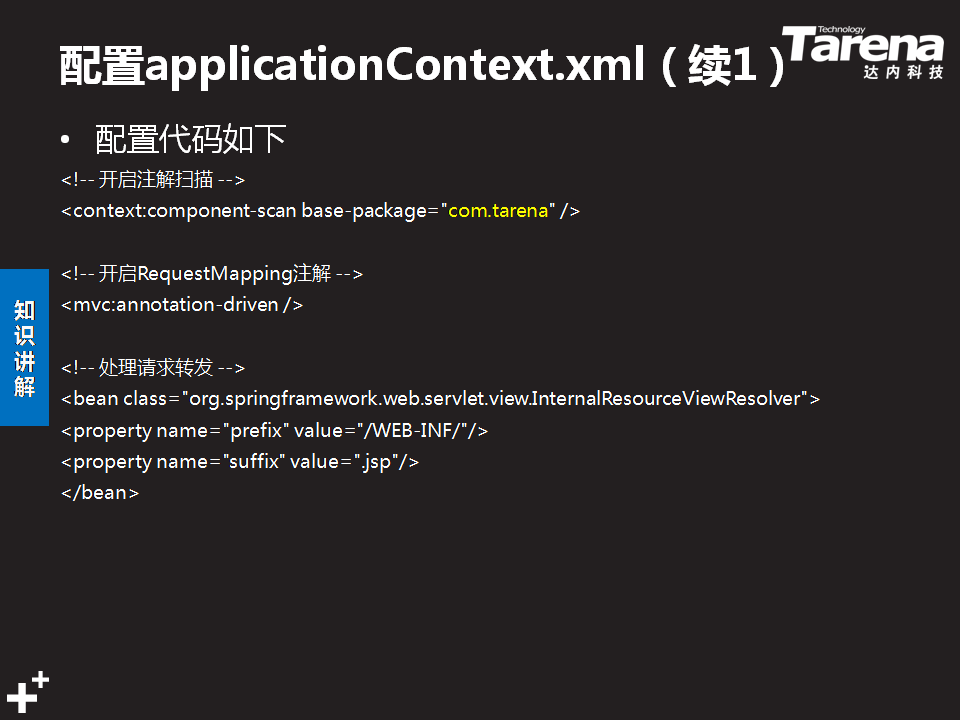 配置applicationContext.xml（续1）
Technology
Tarena
达内科技
• 配置代码如下
<!-- 开启注解扫描 -->
<context:component-scan base-package="com.tarena" />
<!-- 开启RequestMapping注解 -->
<mvc:annotation-driven />
<!-- 处理请求转发 -->
<bean class="org.springframework.web.servlet.view.InternalResourceViewResolver">
<property name="prefix" value="/WEB-INF/"/>
<property name="suffix" value=".jsp"/>
</bean>
知识讲解